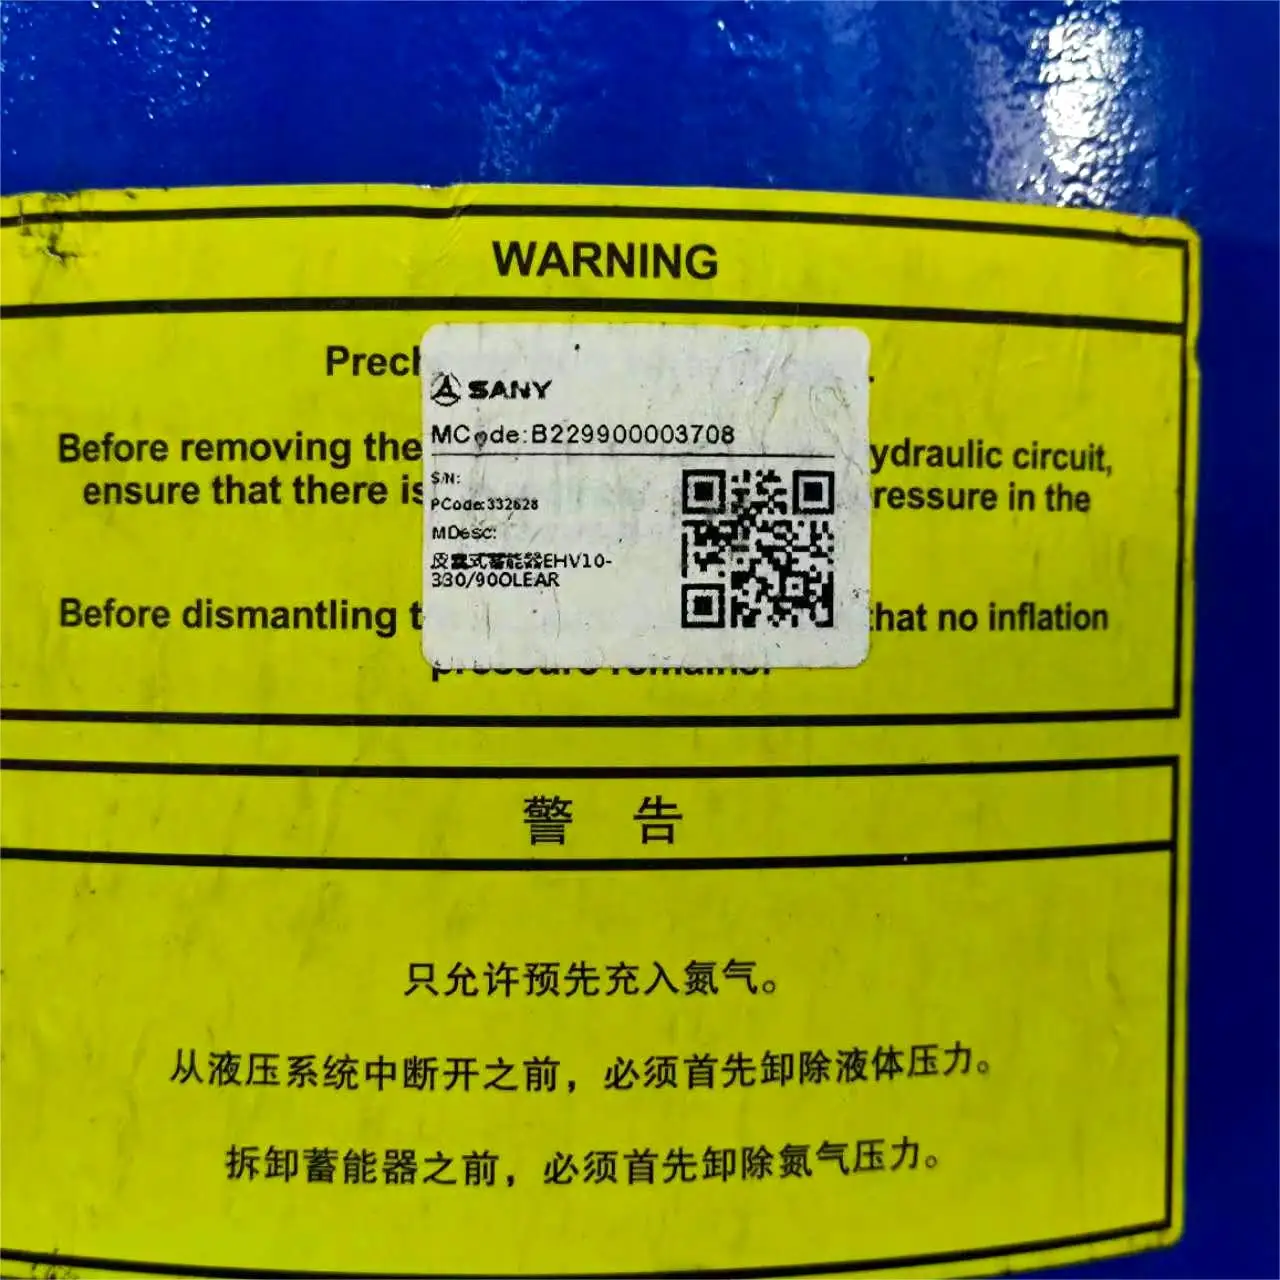 WARNING
Prech
SANY
MCode:B229900003708
Before removing the ydraulic circuit,
S/N:
ensure that there is ressure in the
PCode:332628
MDesc:
皮囊式蓄能器EHV10-
330/90OLEAR
Before dismantling t hat no inflation
pressure remains.
警 告
只允许预先充入氮气。
从液压系统中断开之前，必须首先卸除液体压力。
拆卸蓄能器之前，必须首先卸除氮气压力。